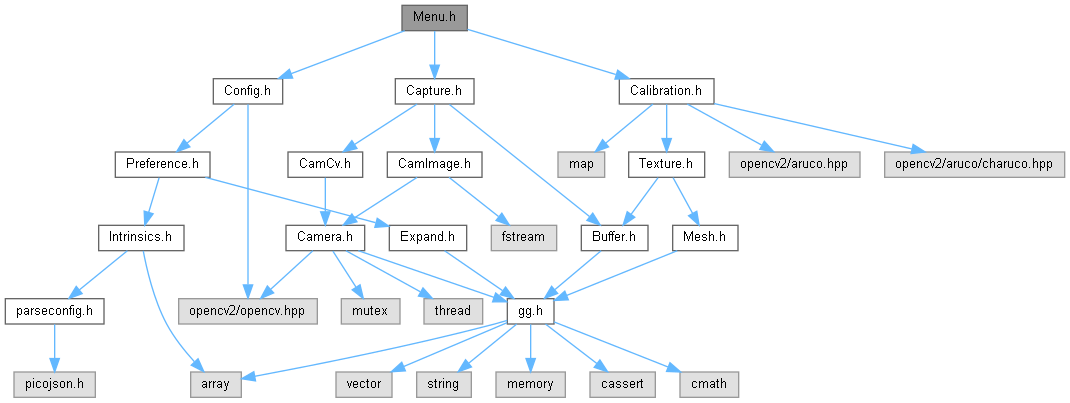 Menu.h
Config.h
Capture.h
Calibration.h
Preference.h
CamCv.h
CamImage.h
map
Texture.h
opencv2/aruco.hpp
opencv2/aruco/charuco.hpp
Intrinsics.h
Camera.h
Expand.h
fstream
Buffer.h
Mesh.h
parseconfig.h
opencv2/opencv.hpp
mutex
thread
gg.h
picojson.h
array
vector
string
memory
cassert
cmath